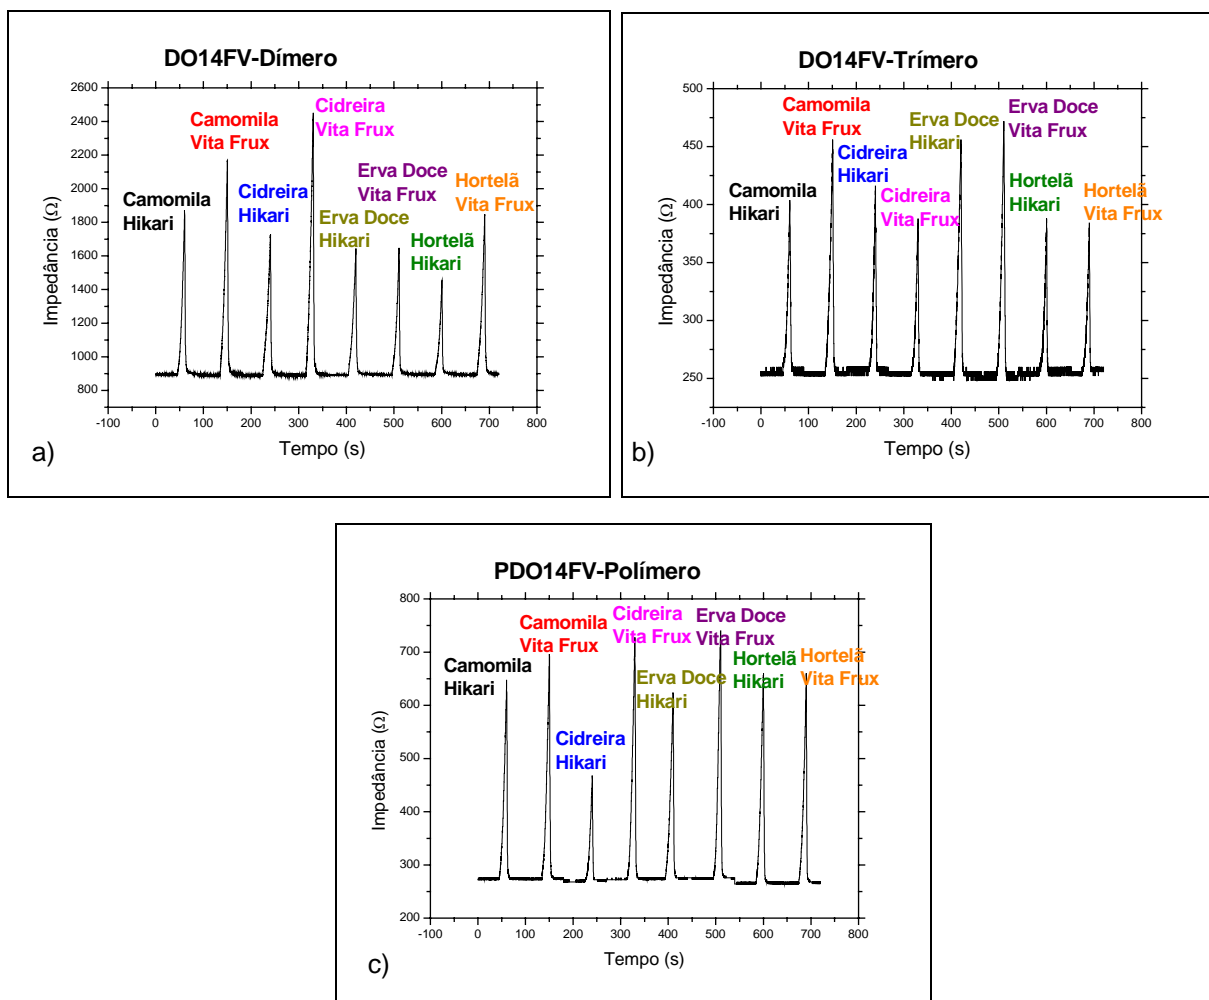 DO14FV-Dímero
2600
2400
2200
2000
1800
1600
1400
1200
1000
800
Impedância (Ω)
Camomila
Hikari
Camomila
Vita Frux
Cidreira
Hikari
Cidreira
Vita Frux
Erva Doce
Hikari
Erva Doce
Vita Frux
Hortelã
Hikari
Hortelã
Vita Frux
-100 0 100 200 300 400 500 600 700 800
Tempo (s)
a)
DO14FV-Trímero
500
450
400
350
300
250
Impedância (Ω)
Camomila
Hikari
Camomila
Vita Frux
Cidreira
Hikari
Cidreira
Vita Frux
Erva Doce
Hikari
Erva Doce
Vita Frux
Hortelã
Hikari
Hortelã
Vita Frux
-100 0 100 200 300 400 500 600 700 800
Tempo (s)
b)
PDO14FV-Polímero
800
700
600
500
400
300
200
Impedância (Ω)
Camomila
Hikari
Camomila
Vita Frux
Cidreira
Hikari
Cidreira
Vita Frux
Erva Doce
Hikari
Erva Doce
Vita Frux
Hortelã
Hikari
Hortelã
Vita Frux
-100 0 100 200 300 400 500 600 700 800
Tempo (s)
c)